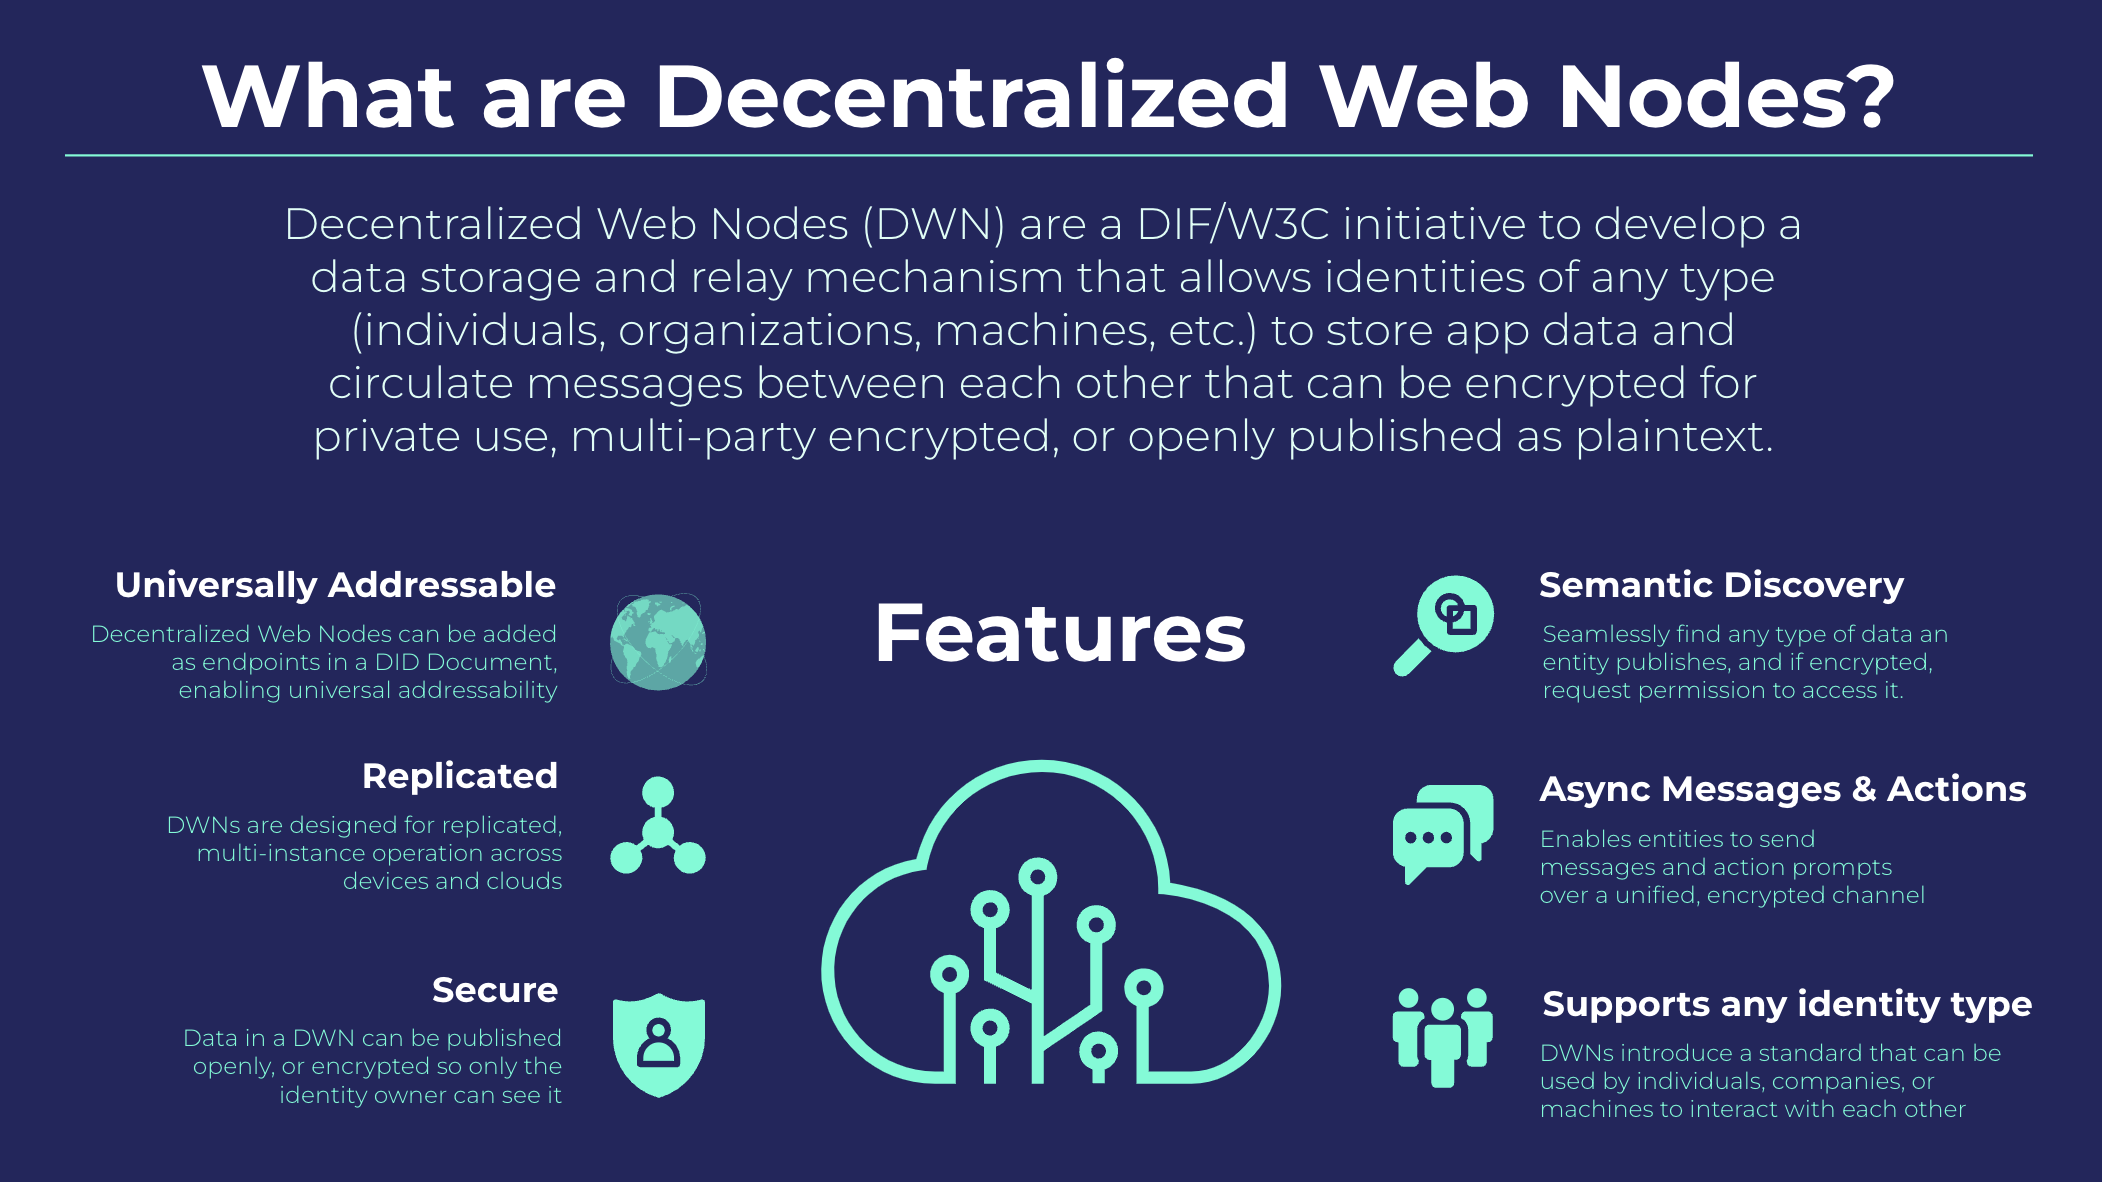 What are Decentralized Web Nodes?
Decentralized Web Nodes (DWN) are a DIF/W3C initiative to develop a
data storage and relay mechanism that allows identities of any type
(individuals, organizations, machines, etc.) to store app data and
circulate messages between each other that can be encrypted for
private use, multi-party encrypted, or openly published as plaintext.
Features
Universally Addressable
Decentralized Web Nodes can be added
as endpoints in a DID Document,
enabling universal addressability
Replicated
DWNs are designed for replicated,
multi-instance operation across
devices and clouds
Secure
Data in a DWN can be published
openly, or encrypted so only the
identity owner can see it
Semantic Discovery
Seamlessly find any type of data an
entity publishes, and if encrypted,
request permission to access it.
Async Messages & Actions
Enables entities to send
messages and action prompts
over a unified, encrypted channel
Supports any identity type
DWNs introduce a standard that can be
used by individuals, companies, or
machines to interact with each other